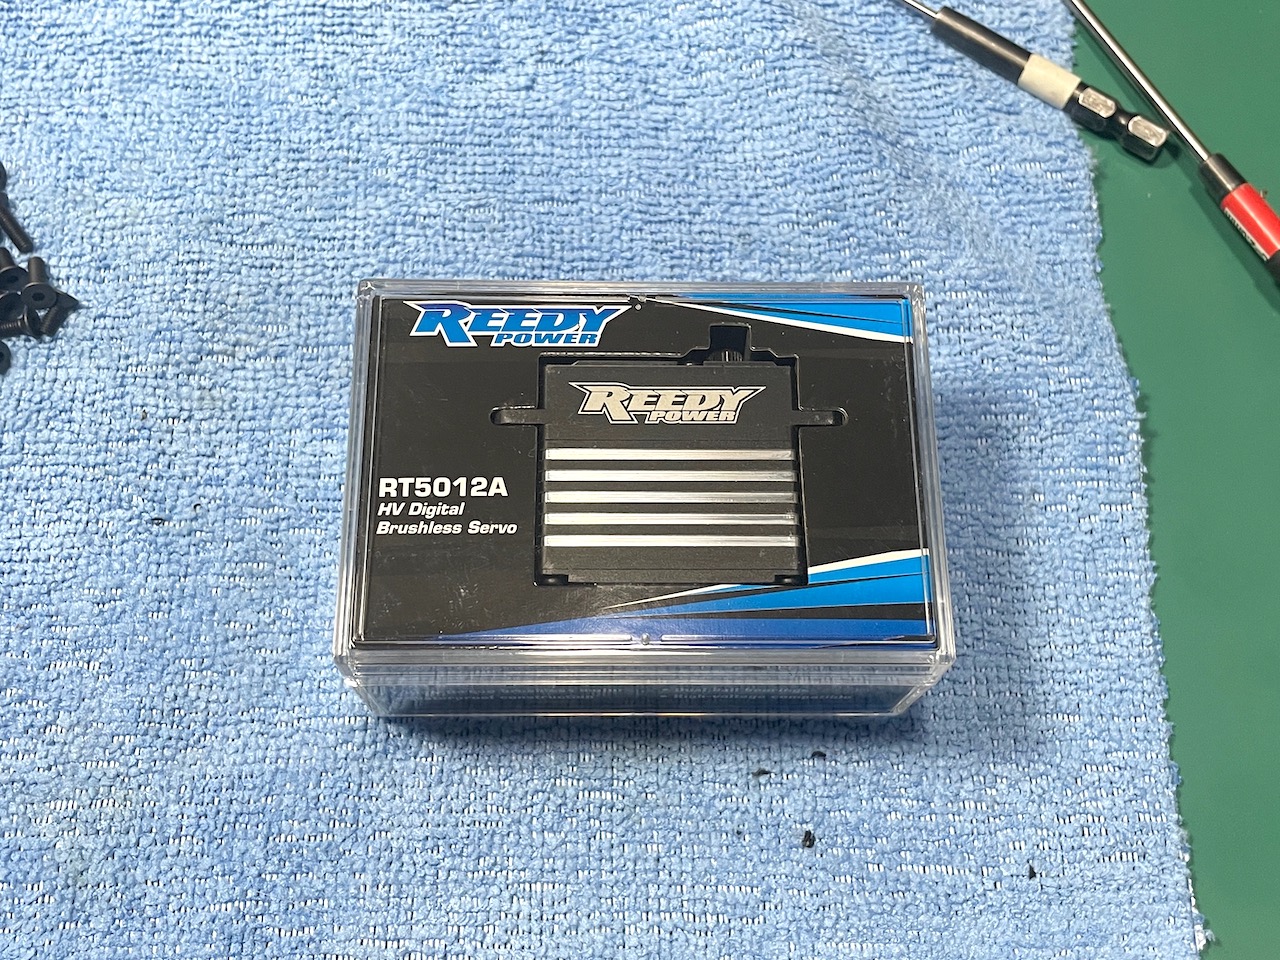 REEDY
POWER
REEDY
POWER
RT5012A
HV Digital
Brushless Servo